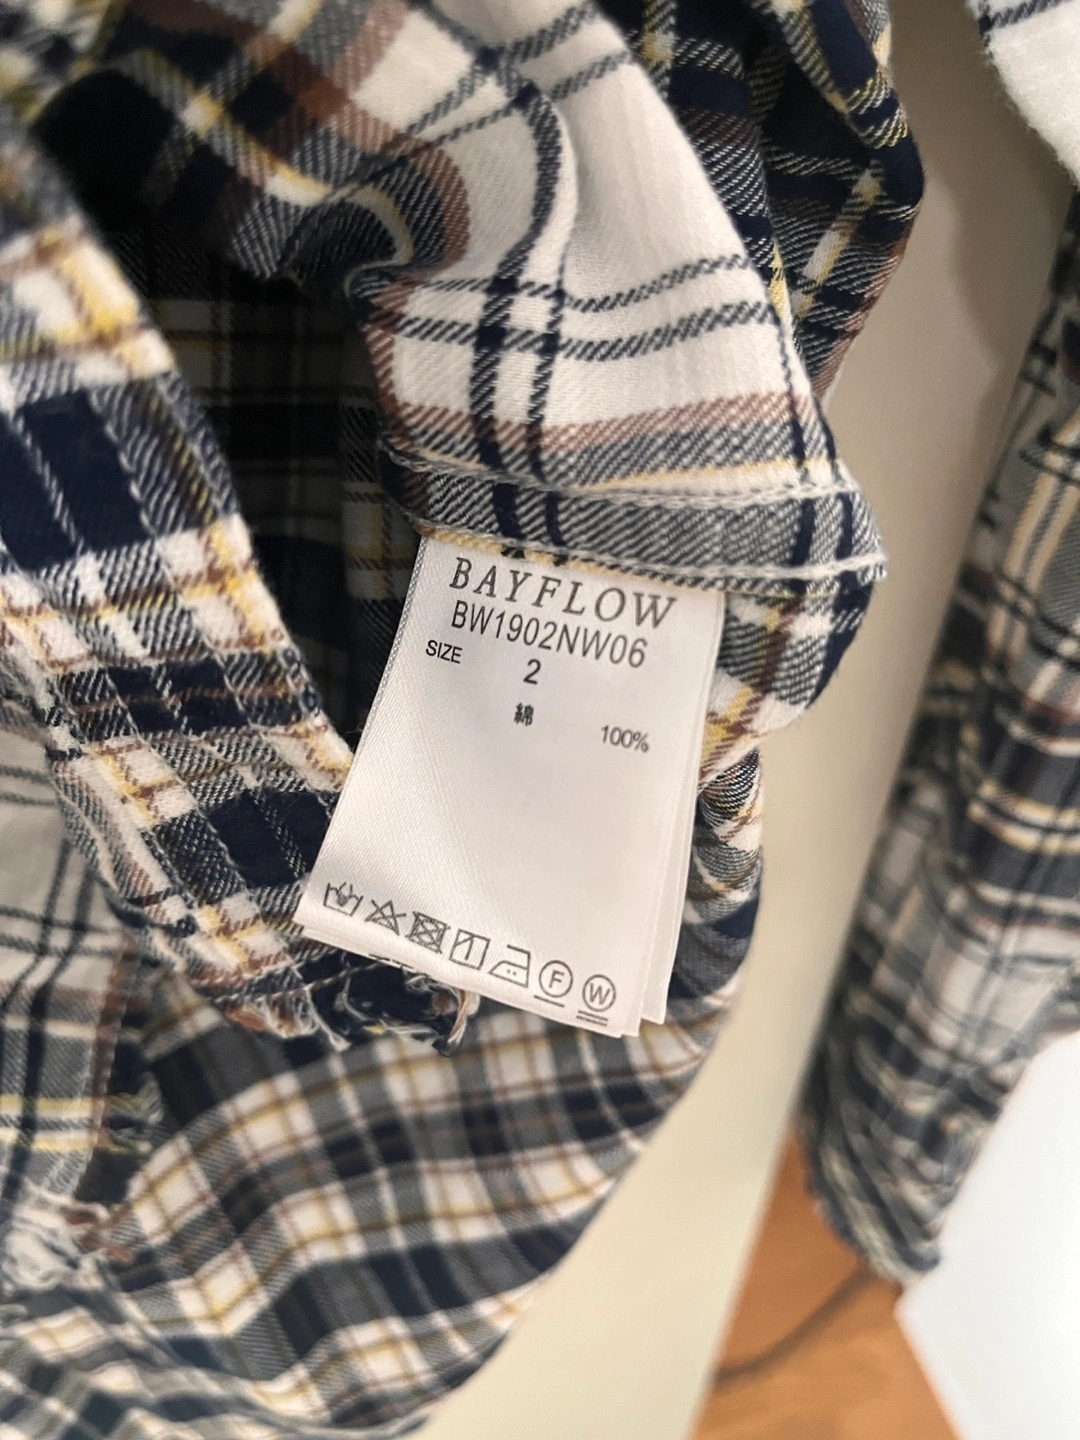 BAYFLOW
BW1902NW06
SIZE 2
綿 100%
F W